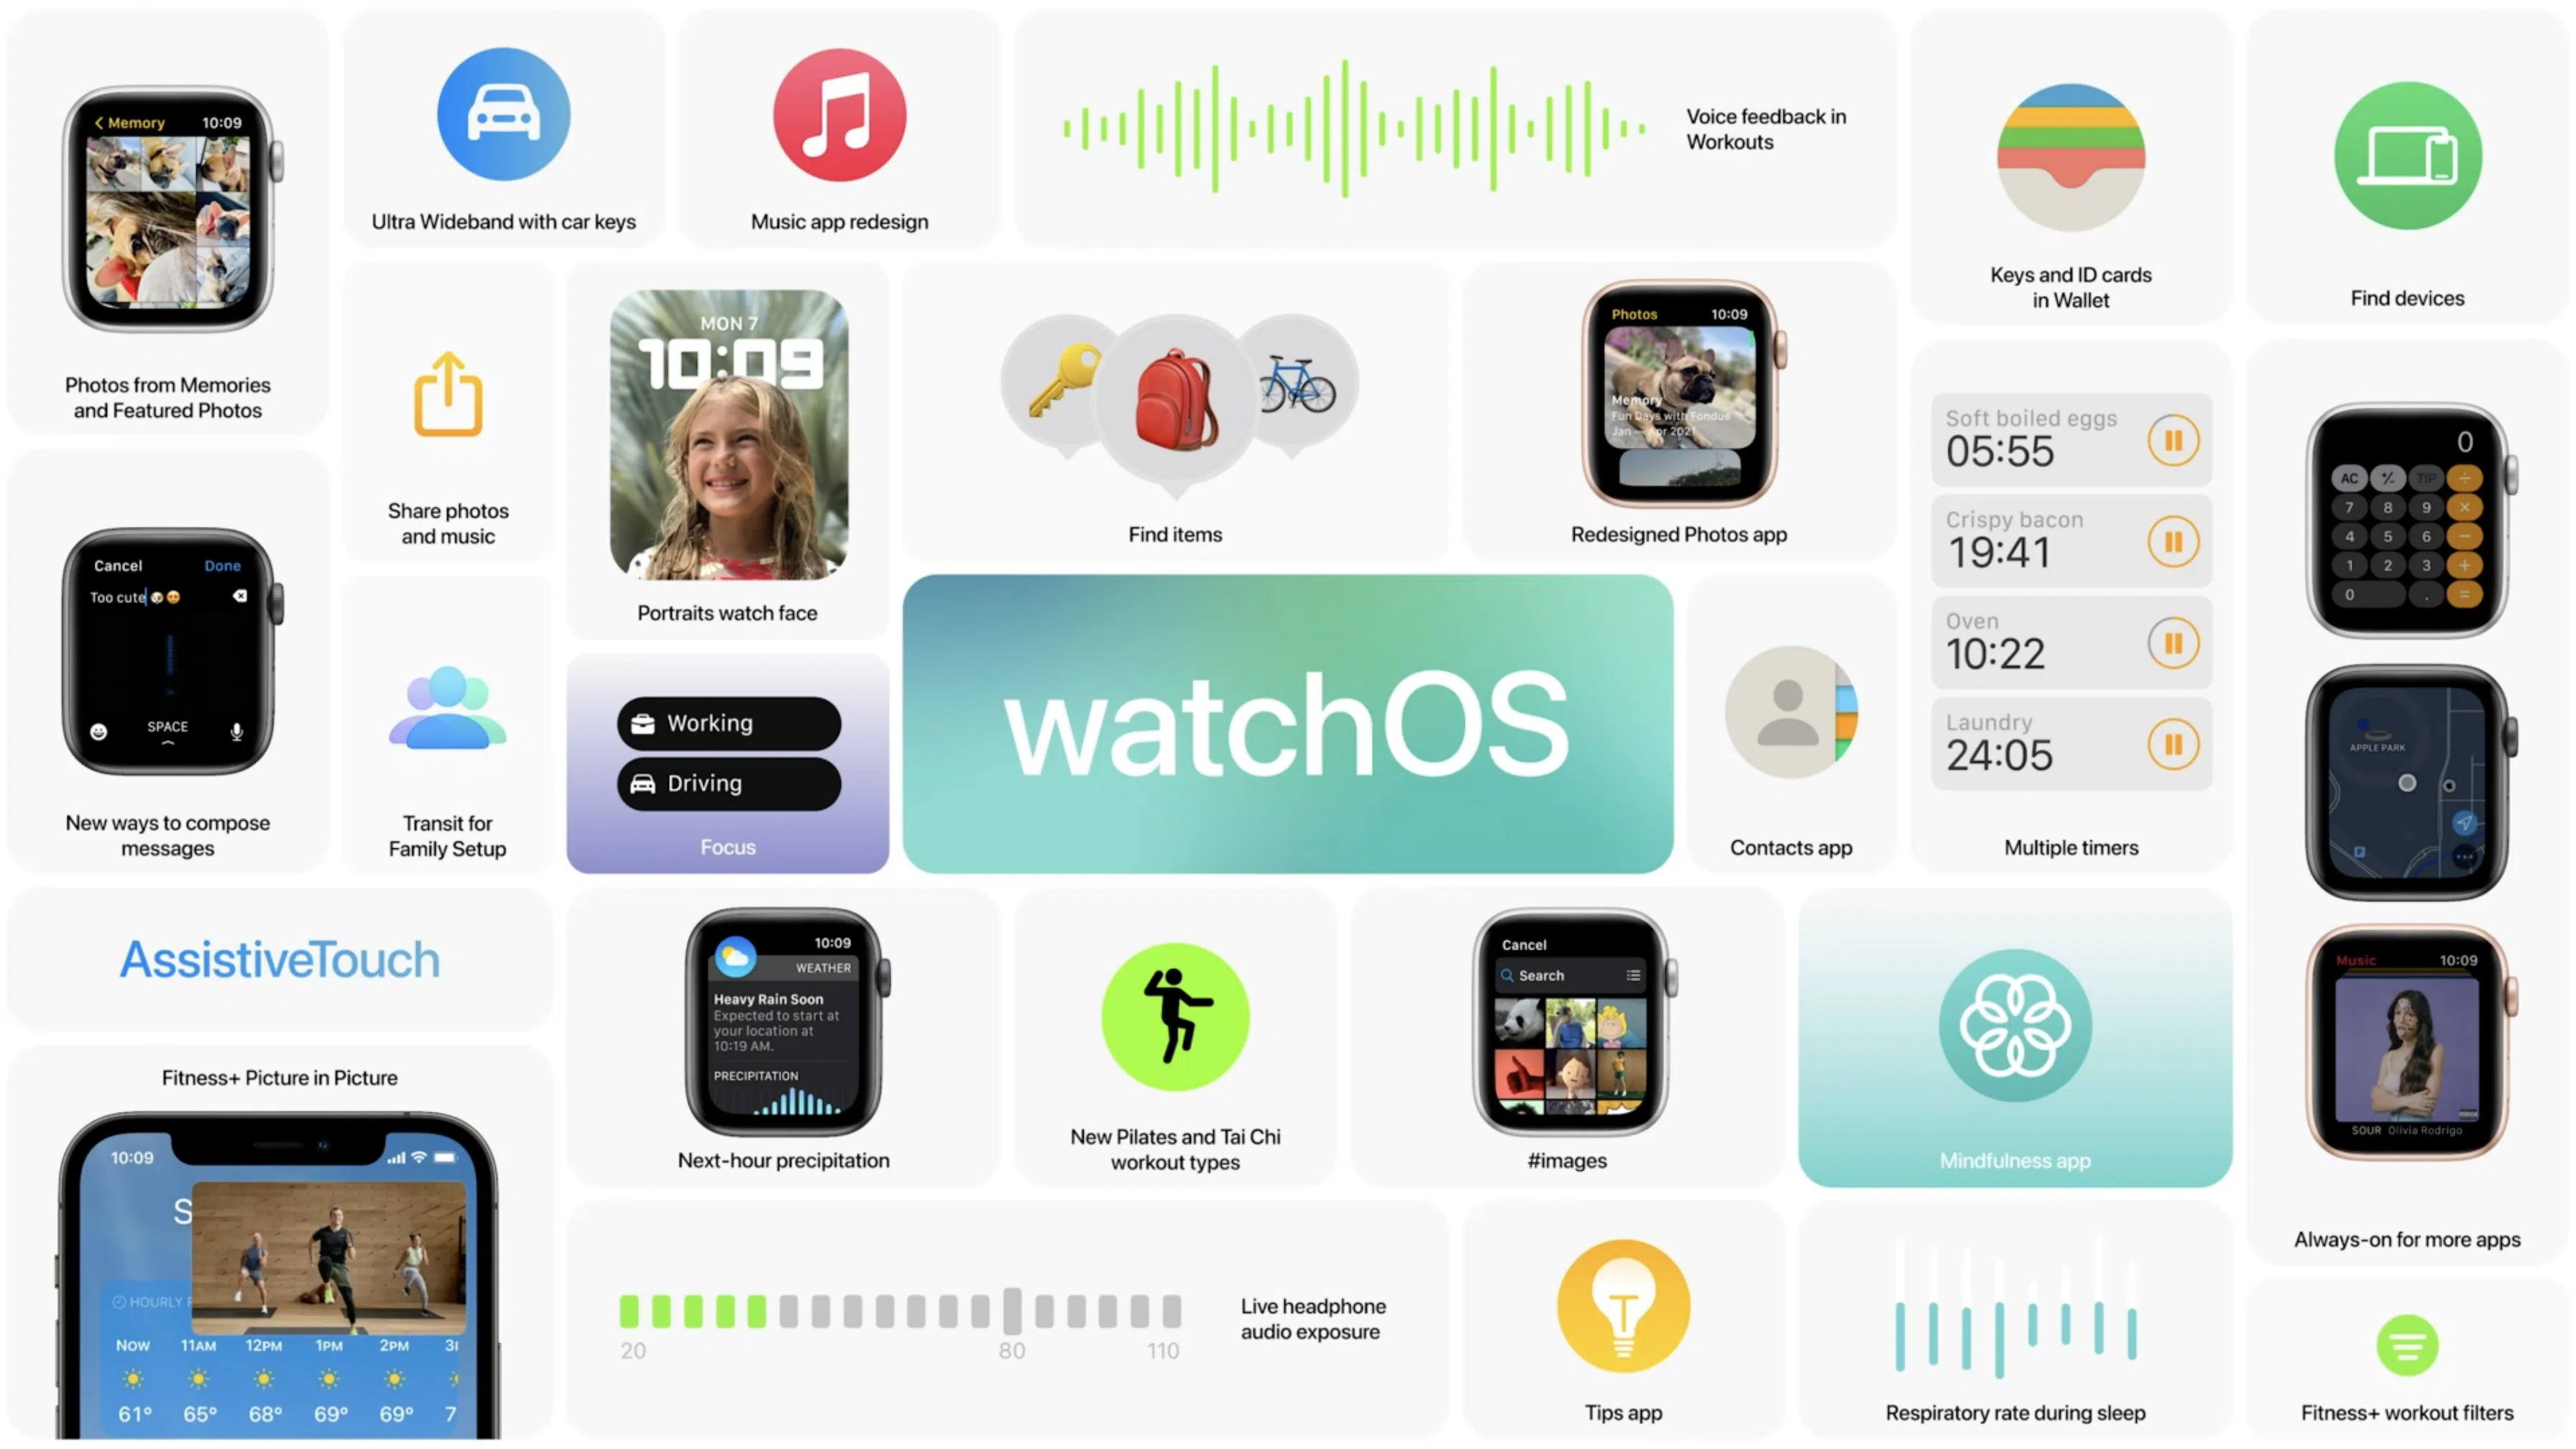 Memory
10:09
Photos from Memories
and Featured Photos
Ultra Wideband with car keys
Music app redesign
Voice feedback in
Workouts
Keys and ID cards
in Wallet
Find devices
Share photos
and music
MON 7
10:09
Portraits watch face
Find items
Photos 10:09
Memory
Fun Days with Fondue
Jan — Apr 2021
Redesigned Photos app
Soft boiled eggs
05:55
Crispy bacon
19:41
Oven
10:22
Laundry
24:05
Multiple timers
Cancel Done
Too cute
SPACE
New ways to compose
messages
Transit for
Family Setup
Working
Driving
Focus
watchOS
Contacts app
0
AC +/- TIP ÷
7 8 9 ×
4 5 6 −
1 2 3 +
0 . =
APPLE PARK
P
Music 10:09
SOUR Olivia Rodrigo
Always-on for more apps
AssistiveTouch
10:09
WEATHER
Heavy Rain Soon
Expected to start at
your location at
10:19 AM.
PRECIPITATION
Next-hour precipitation
New Pilates and Tai Chi
workout types
Cancel
Search
#images
Mindfulness app
Fitness+ Picture in Picture
10:09
S
HOURLY F
Now 11AM 12PM 1PM 2PM
61° 65° 68° 69° 69° 7
20 80 110
Live headphone
audio exposure
Tips app
Respiratory rate during sleep
Fitness+ workout filters